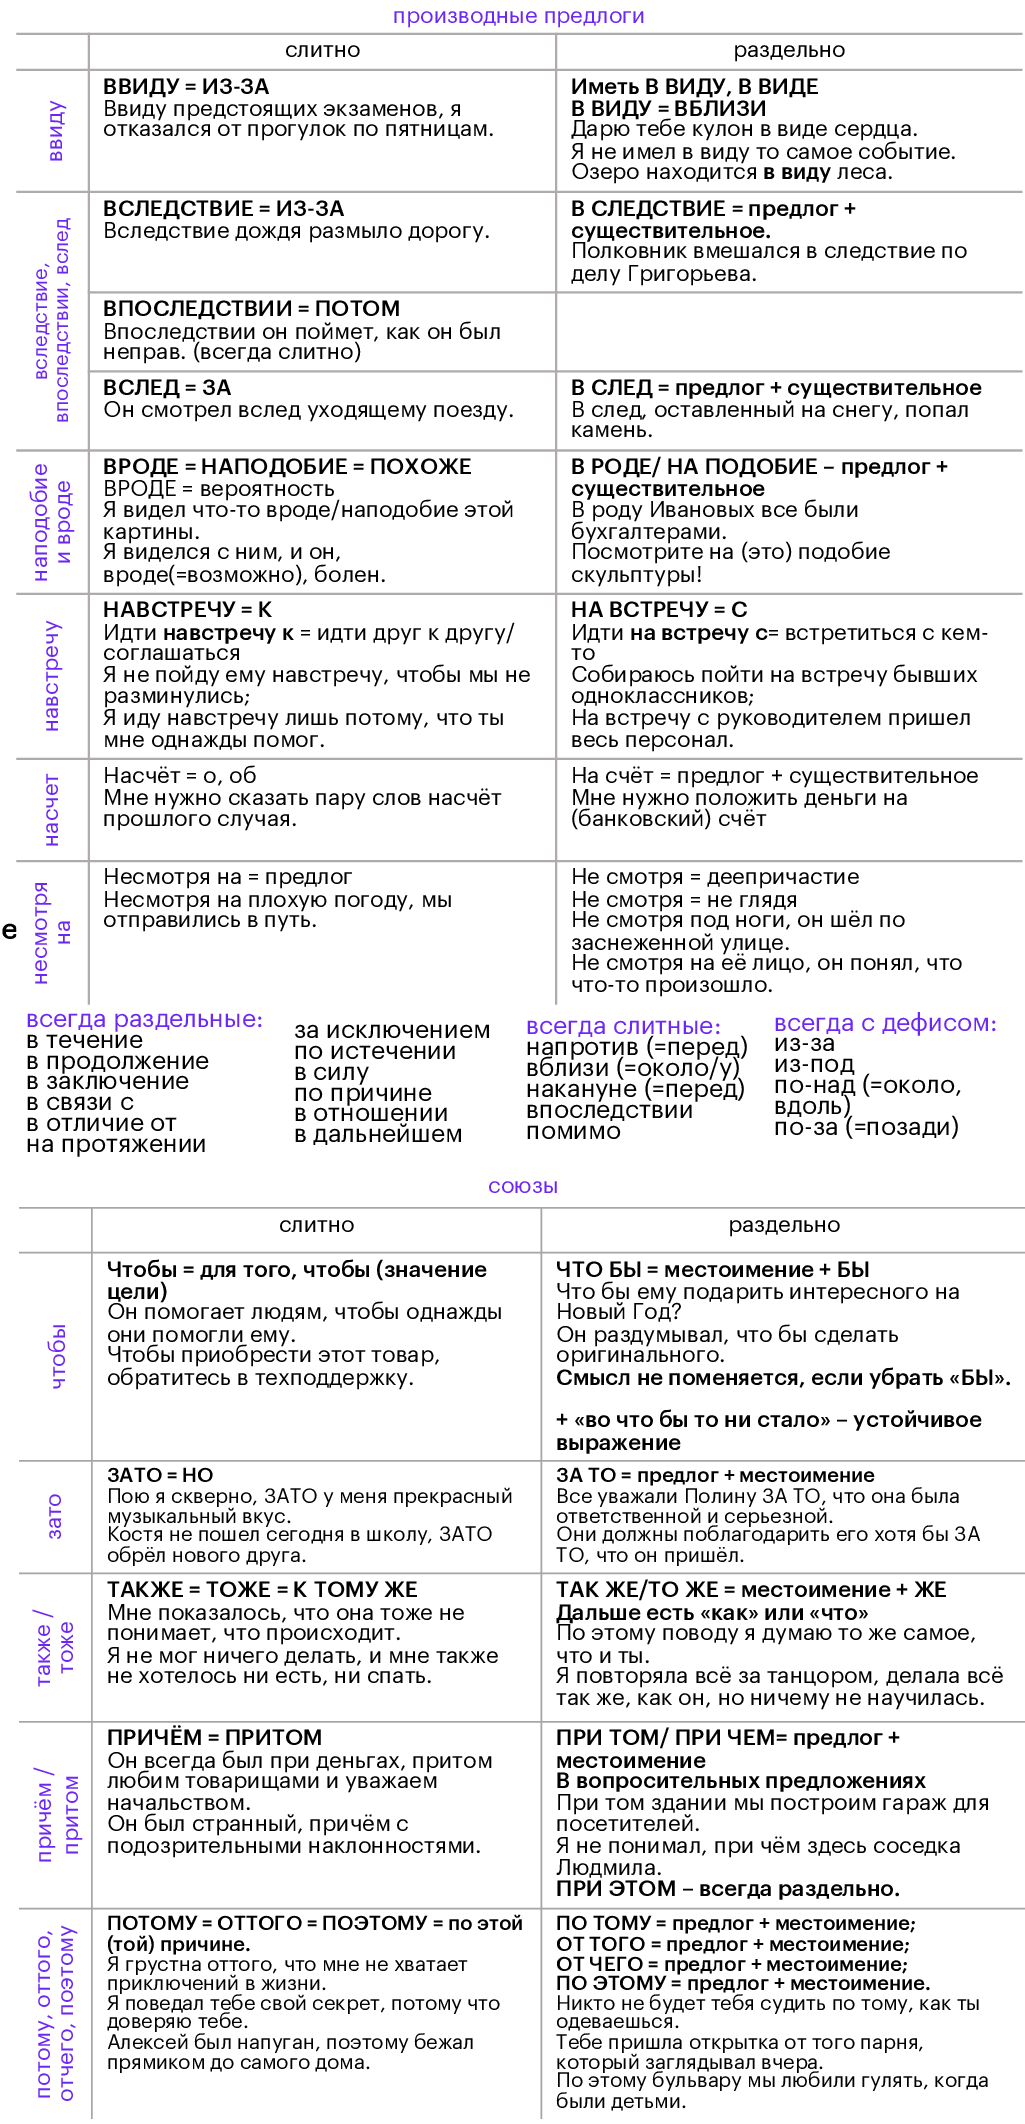 производные предлоги
слитно
раздельно
ввиду
ВВИДУ = ИЗ-ЗА
Ввиду предстоящих экзаменов, я
отказался от прогулок по пятницам.
Иметь В ВИДУ, В ВИДЕ
В ВИДУ = ВБЛИЗИ
Дарю тебе кулон в виде сердца.
Я не имел в виду то самое событие.
Озеро находится в виду леса.
вследствие,
впоследствии, вслед
ВСЛЕДСТВИЕ = ИЗ-ЗА
Вследствие дождя размыло дорогу.
В СЛЕДСТВИЕ = предлог +
существительное.
Полковник вмешался в следствие по
делу Григорьева.
ВПОСЛЕДСТВИИ = ПОТОМ
Впоследствии он поймет, как он был
неправ. (всегда слитно)
ВСЛЕД = ЗА
Он смотрел вслед уходящему поезду.
В СЛЕД = предлог + существительное
В след, оставленный на снегу, попал
камень.
наподобие
и вроде
ВРОДЕ = НАПОДОБИЕ = ПОХОЖЕ
ВРОДЕ = вероятность
Я видел что-то вроде/наподобие этой
картины.
Я виделся с ним, и он,
вроде(=возможно), болен.
В РОДЕ/ НА ПОДОБИЕ – предлог +
существительное
В роду Ивановых все были
бухгалтерами.
Посмотрите на (это) подобие
скульптуры!
навстречу
НАВСТРЕЧУ = К
Идти навстречу к = идти друг к другу/
соглашаться
Я не пойду ему навстречу, чтобы мы не
разминулись;
Я иду навстречу лишь потому, что ты
мне однажды помог.
НА ВСТРЕЧУ = С
Идти на встречу с= встретиться с кем-
то
Собираюсь пойти на встречу бывших
одноклассников;
На встречу с руководителем пришел
весь персонал.
насчет
Насчёт = о, об
Мне нужно сказать пару слов насчёт
прошлого случая.
На счёт = предлог + существительное
Мне нужно положить деньги на
(банковский) счёт
е
несмотря
на
Несмотря на = предлог
Несмотря на плохую погоду, мы
отправились в путь.
Не смотря = деепричастие
Не смотря = не глядя
Не смотря под ноги, он шёл по
заснеженной улице.
Не смотря на её лицо, он понял, что
что-то произошло.
всегда раздельные:
в течение
в продолжение
в заключение
в связи с
в отличие от
на протяжении
за исключением
по истечении
в силу
по причине
в отношении
в дальнейшем
всегда слитные:
напротив (=перед)
вблизи (=около/у)
накануне (=перед)
впоследствии
помимо
всегда с дефисом:
из-за
из-под
по-над (=около,
вдоль)
по-за (=позади)
союзы
слитно
раздельно
чтобы
Чтобы = для того, чтобы (значение
цели)
Он помогает людям, чтобы однажды
они помогли ему.
Чтобы приобрести этот товар,
обратитесь в техподдержку.
ЧТО БЫ = местоимение + БЫ
Что бы ему подарить интересного на
Новый Год?
Он раздумывал, что бы сделать
оригинального.
Смысл не поменяется, если убрать «БЫ».
+ «во что бы то ни стало» – устойчивое
выражение
зато
ЗАТО = НО
Пою я скверно, ЗАТО у меня прекрасный
музыкальный вкус.
Костя не пошел сегодня в школу, ЗАТО
обрёл нового друга.
ЗА ТО = предлог + местоимение
Все уважали Полину ЗА ТО, что она была
ответственной и серьезной.
Они должны поблагодарить его хотя бы ЗА
ТО, что он пришёл.
также /
тоже
ТАКЖЕ = ТОЖЕ = К ТОМУ ЖЕ
Мне показалось, что она тоже не
понимает, что происходит.
Я не мог ничего делать, и мне также
не хотелось ни есть, ни спать.
ТАК ЖЕ/ТО ЖЕ = местоимение + ЖЕ
Дальше есть «как» или «что»
По этому поводу я думаю то же самое,
что и ты.
Я повторяла всё за танцором, делала всё
так же, как он, но ничему не научилась.
причём /
притом
ПРИЧЁМ = ПРИТОМ
Он всегда был при деньгах, притом
любим товарищами и уважаем
начальством.
Он был странный, причём с
подозрительными наклонностями.
ПРИ ТОМ/ ПРИ ЧЕМ= предлог +
местоимение
В вопросительных предложениях
При том здании мы построим гараж для
посетителей.
Я не понимал, при чём здесь соседка
Людмила.
ПРИ ЭТОМ – всегда раздельно.
потому, оттого,
отчего, поэтому
ПОТОМУ = ОТТОГО = ПОЭТОМУ = по этой
(той) причине.
Я грустна оттого, что мне не хватает
приключений в жизни.
Я поведал тебе свой секрет, потому что
доверяю тебе.
Алексей был напуган, поэтому бежал
прямиком до самого дома.
ПО ТОМУ = предлог + местоимение;
ОТ ТОГО = предлог + местоимение;
ОТ ЧЕГО = предлог + местоимение;
ПО ЭТОМУ = предлог + местоимение.
Никто не будет тебя судить по тому, как ты
одеваешься.
Тебе пришла открытка от того парня,
который заглядывал вчера.
По этому бульвару мы любили гулять, когда
были детьми.